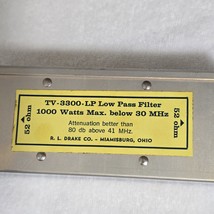 TV-3300-LP Low Pass Filter
1000 Watts Max. below 30 MHz
52 ohm
52 ohm
Attenuation better than
80 db above 41 MHz.
R. L. DRAKE CO. - MIAMISBURG, OHIO